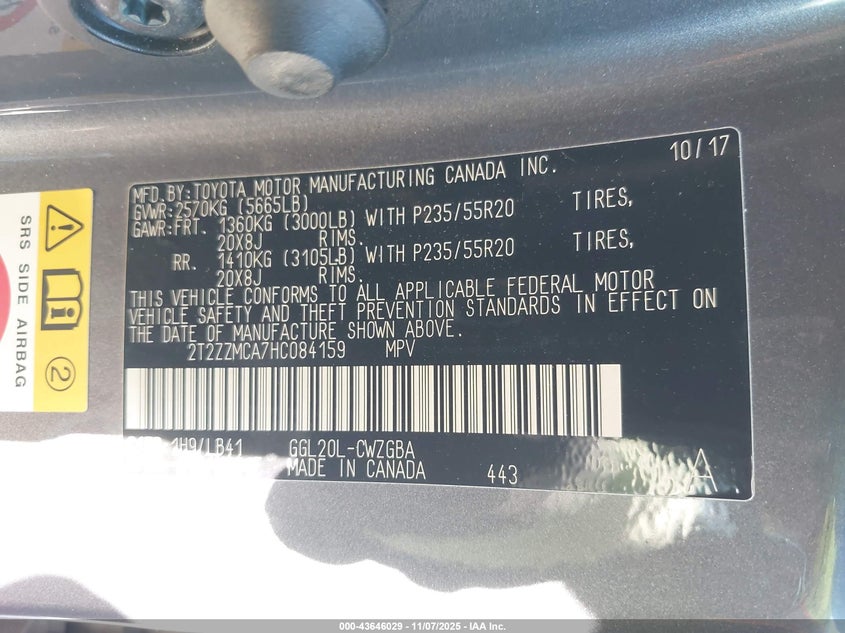 10/17
MFD. BY:TOYOTA MOTOR MANUFACTURING CANADA INC.
GVWR:2570KG (5665LB)
GAWR:FRT. 1360KG (3000LB) WITH P235/55R20 TIRES,
20X8J RIMS.
RR. 1410KG (3105LB) WITH P235/55R20 TIRES,
20X8J RIMS.
THIS VEHICLE CONFORMS TO ALL APPLICABLE FEDERAL MOTOR
VEHICLE SAFETY AND THEFT PREVENTION STANDARDS IN EFFECT ON
THE DATE OF MANUFACTURE SHOWN ABOVE.
2T2ZZMCA7HC084159 MPV
1H9/LB41 GGL20L-CWZGBA
MADE IN CANADA 443
SRS SIDE AIRBAG
2
000-43646029 - 11/07/2025 - IAA Inc.